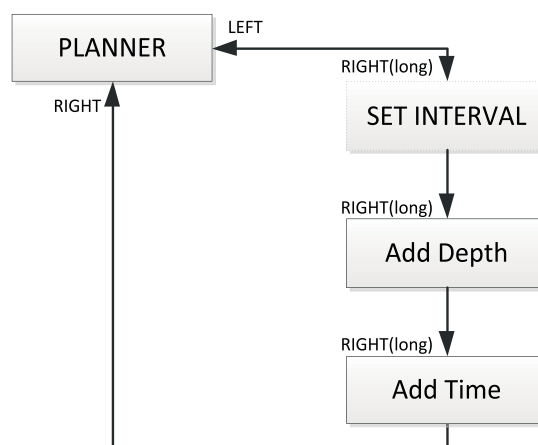 LEFT
PLANNER
RIGHT(long)
RIGHT
SET INTERVAL
RIGHT(long)
Add Depth
RIGHT(long)
Add Time